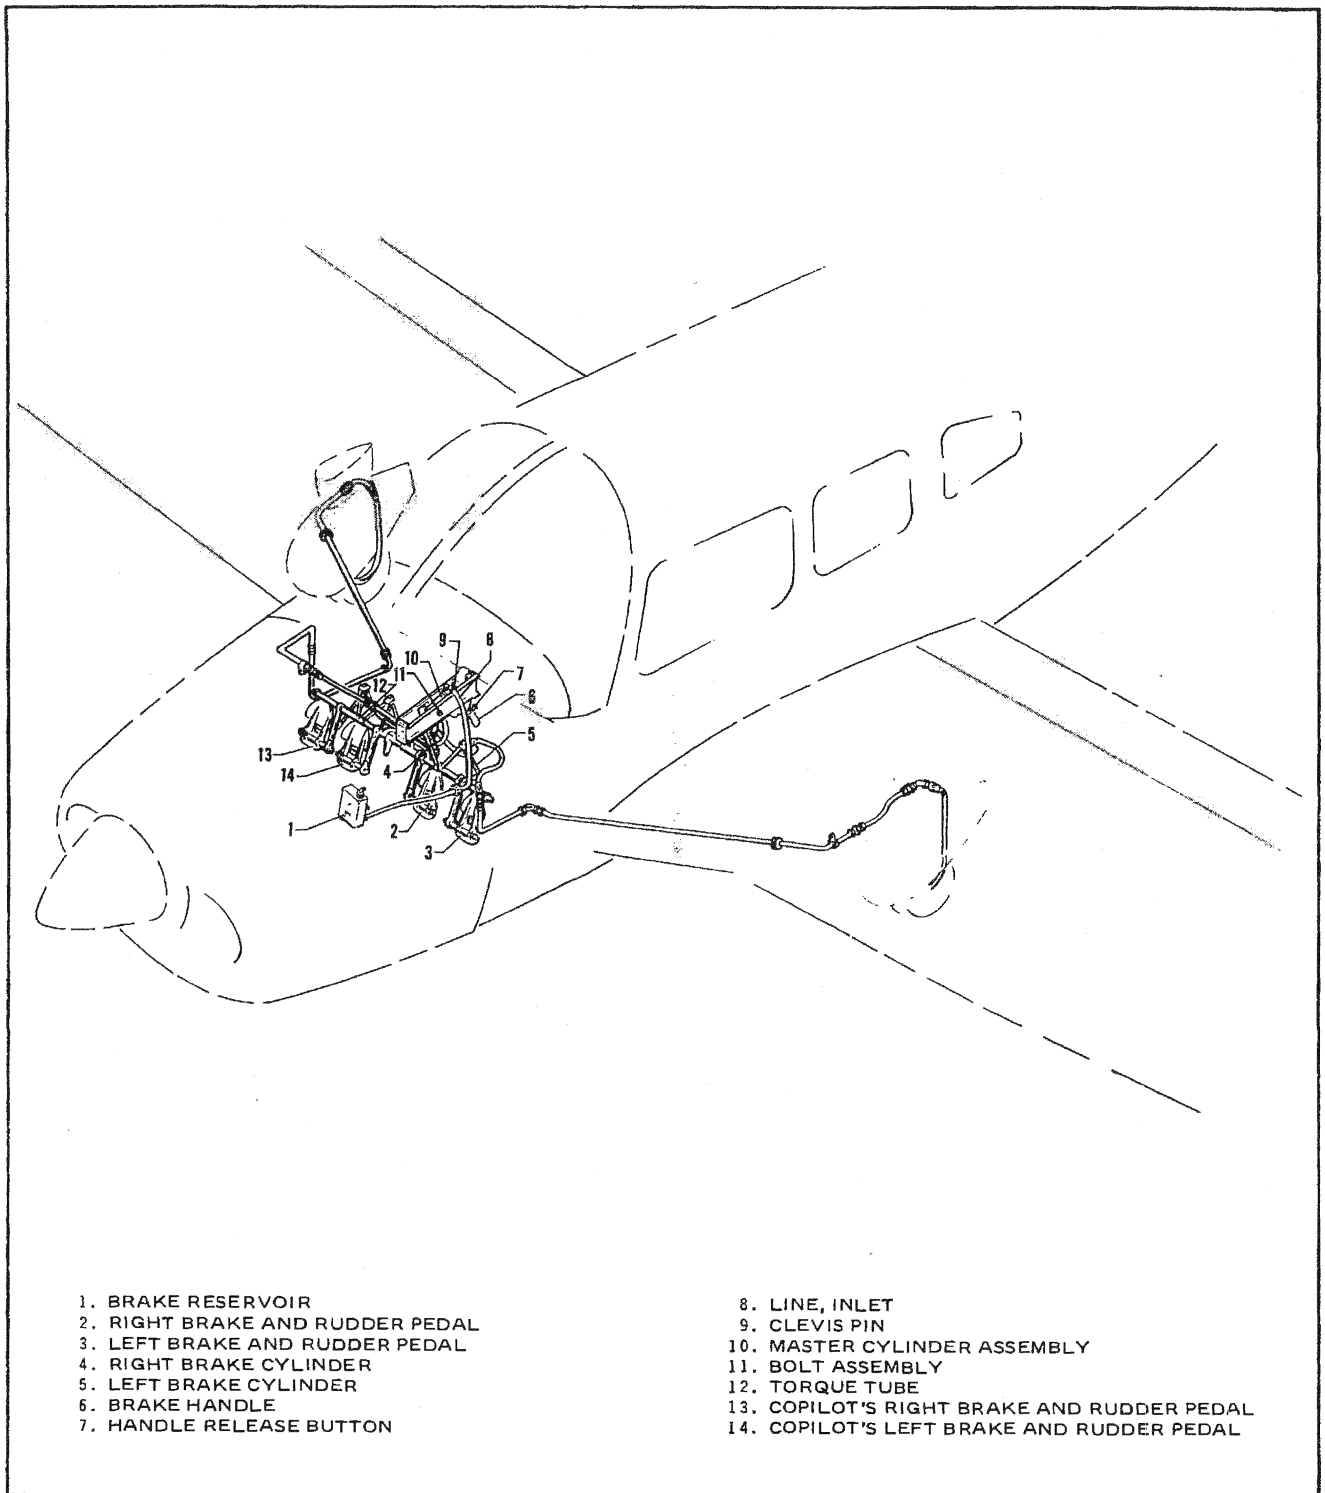 9
8
10
11
7
12
6
5
13
14
4
1
2
3
1. BRAKE RESERVOIR
2. RIGHT BRAKE AND RUDDER PEDAL
3. LEFT BRAKE AND RUDDER PEDAL
4. RIGHT BRAKE CYLINDER
5. LEFT BRAKE CYLINDER
6. BRAKE HANDLE
7. HANDLE RELEASE BUTTON
8. LINE, INLET
9. CLEVIS PIN
10. MASTER CYLINDER ASSEMBLY
11. BOLT ASSEMBLY
12. TORQUE TUBE
13. COPILOT'S RIGHT BRAKE AND RUDDER PEDAL
14. COPILOT'S LEFT BRAKE AND RUDDER PEDAL